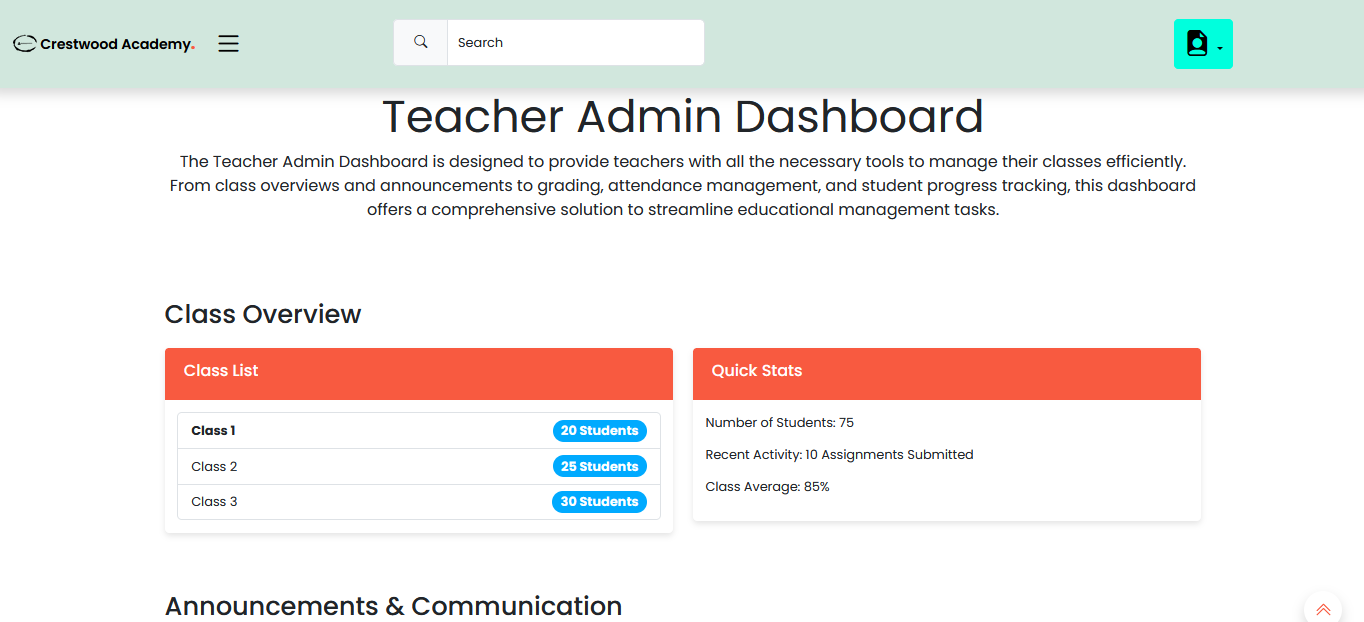 Crestwood Academy.
Search
Teacher Admin Dashboard
The Teacher Admin Dashboard is designed to provide teachers with all the necessary tools to manage their classes efficiently.
From class overviews and announcements to grading, attendance management, and student progress tracking, this dashboard
offers a comprehensive solution to streamline educational management tasks.
Class Overview
Class List
Class 1 20 Students
Class 2 25 Students
Class 3 30 Students
Quick Stats
Number of Students: 75
Recent Activity: 10 Assignments Submitted
Class Average: 85%
Announcements & Communication